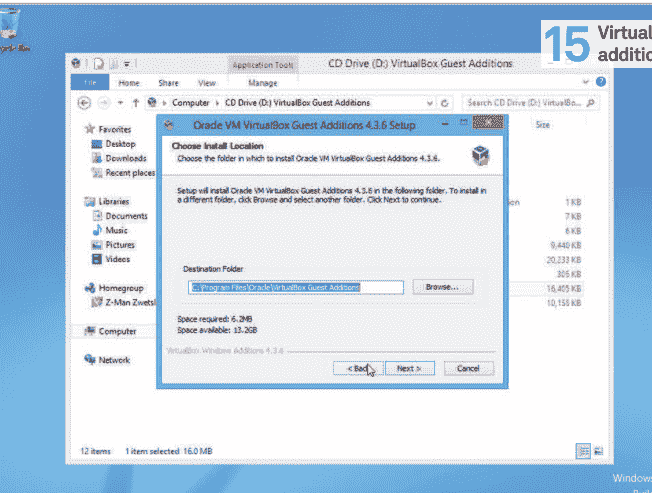 15 Virtual
additio
Application Tools
CD Drive (D:) VirtualBox Guest Additions
File Home Share View Manage
Computer CD Drive (D:) VirtualBox Guest Additions
Search CD Drive (D:) VirtualBo...
Favorites
Desktop
Downloads
Recent places
Libraries
Documents
Music
Pictures
Videos
Homegroup
Z-Man Zwetsl
Computer
Network
Size
1 KB
7 KB
6 KB
9,440 KB
20,233 KB
305 KB
16,405 KB
10,155 KB
Oracle VM VirtualBox Guest Additions 4.3.6 Setup
Choose Install Location
Choose the folder in which to install Oracle VM VirtualBox Guest Additions 4.3.6.
Setup will install Oracle VM VirtualBox Guest Additions 4.3.6 in the following folder. To install in
a different folder, click Browse and select another folder. Click Next to continue.
Destination Folder
C:\Program Files\Oracle\VirtualBox Guest Additions
Browse...
Space required: 6.2MB
Space available: 13.2GB
VirtualBox Windows Additions 4.3.6
< Back Next > Cancel
12 items 1 item selected 16.0 MB
Windows